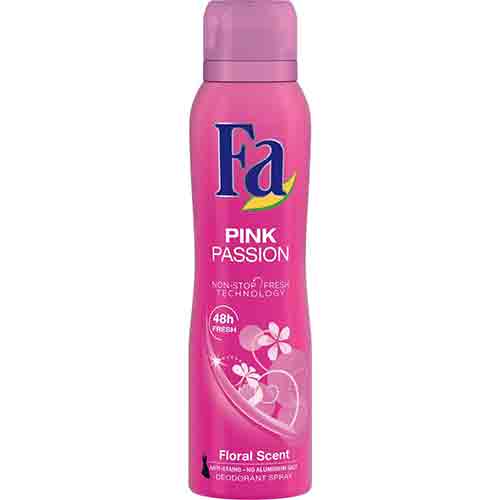 Fa
PINK
PASSION
NON-STOP FRESH
TECHNOLOGY
48h
FRESH
Floral Scent
ANTI-STAINS • NO ALUMINIUM SALT
DEODORANT SPRAY